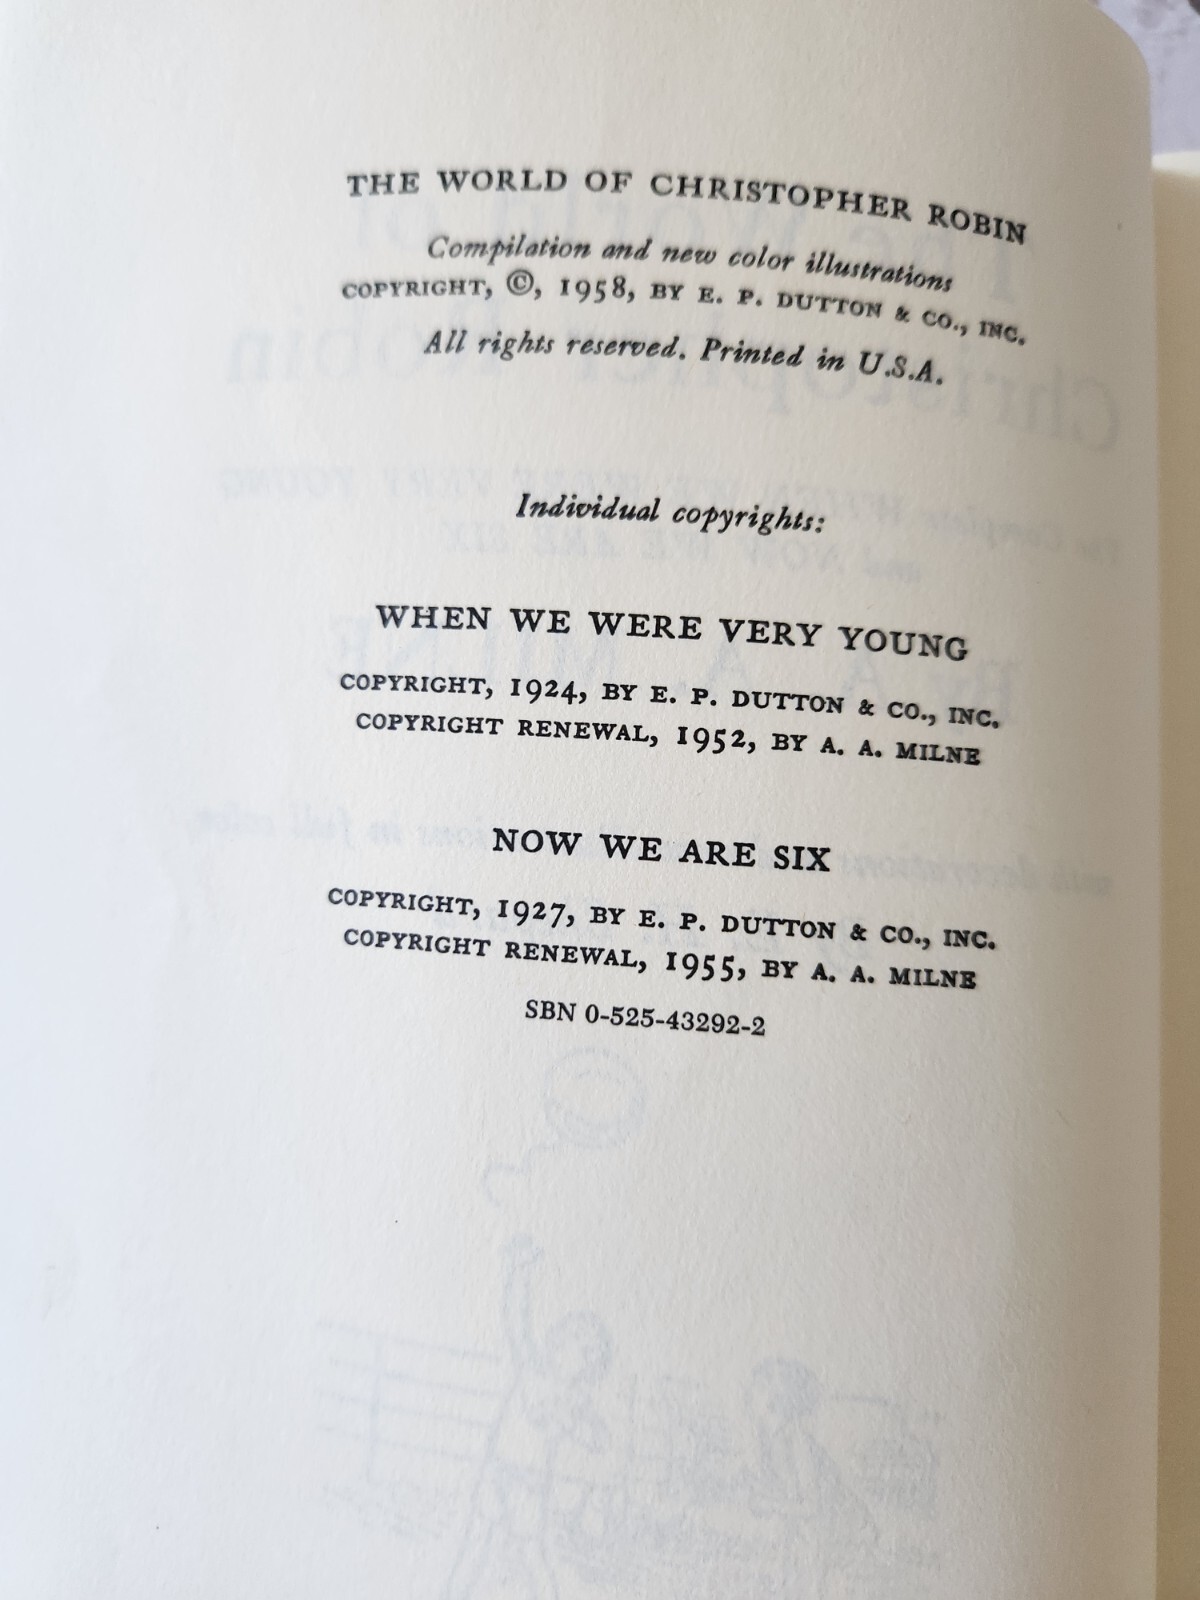 THE WORLD OF CHRISTOPHER ROBIN
Compilation and new color illustrations
COPYRIGHT, ©, 1958, BY E. P. DUTTON & CO., INC.
All rights reserved. Printed in U.S.A.
Individual copyrights:
WHEN WE WERE VERY YOUNG
COPYRIGHT, 1924, BY E. P. DUTTON & CO., INC.
COPYRIGHT RENEWAL, 1952, BY A. A. MILNE
NOW WE ARE SIX
COPYRIGHT, 1927, BY E. P. DUTTON & CO., INC.
COPYRIGHT RENEWAL, 1955, BY A. A. MILNE
SBN 0-525-43292-2